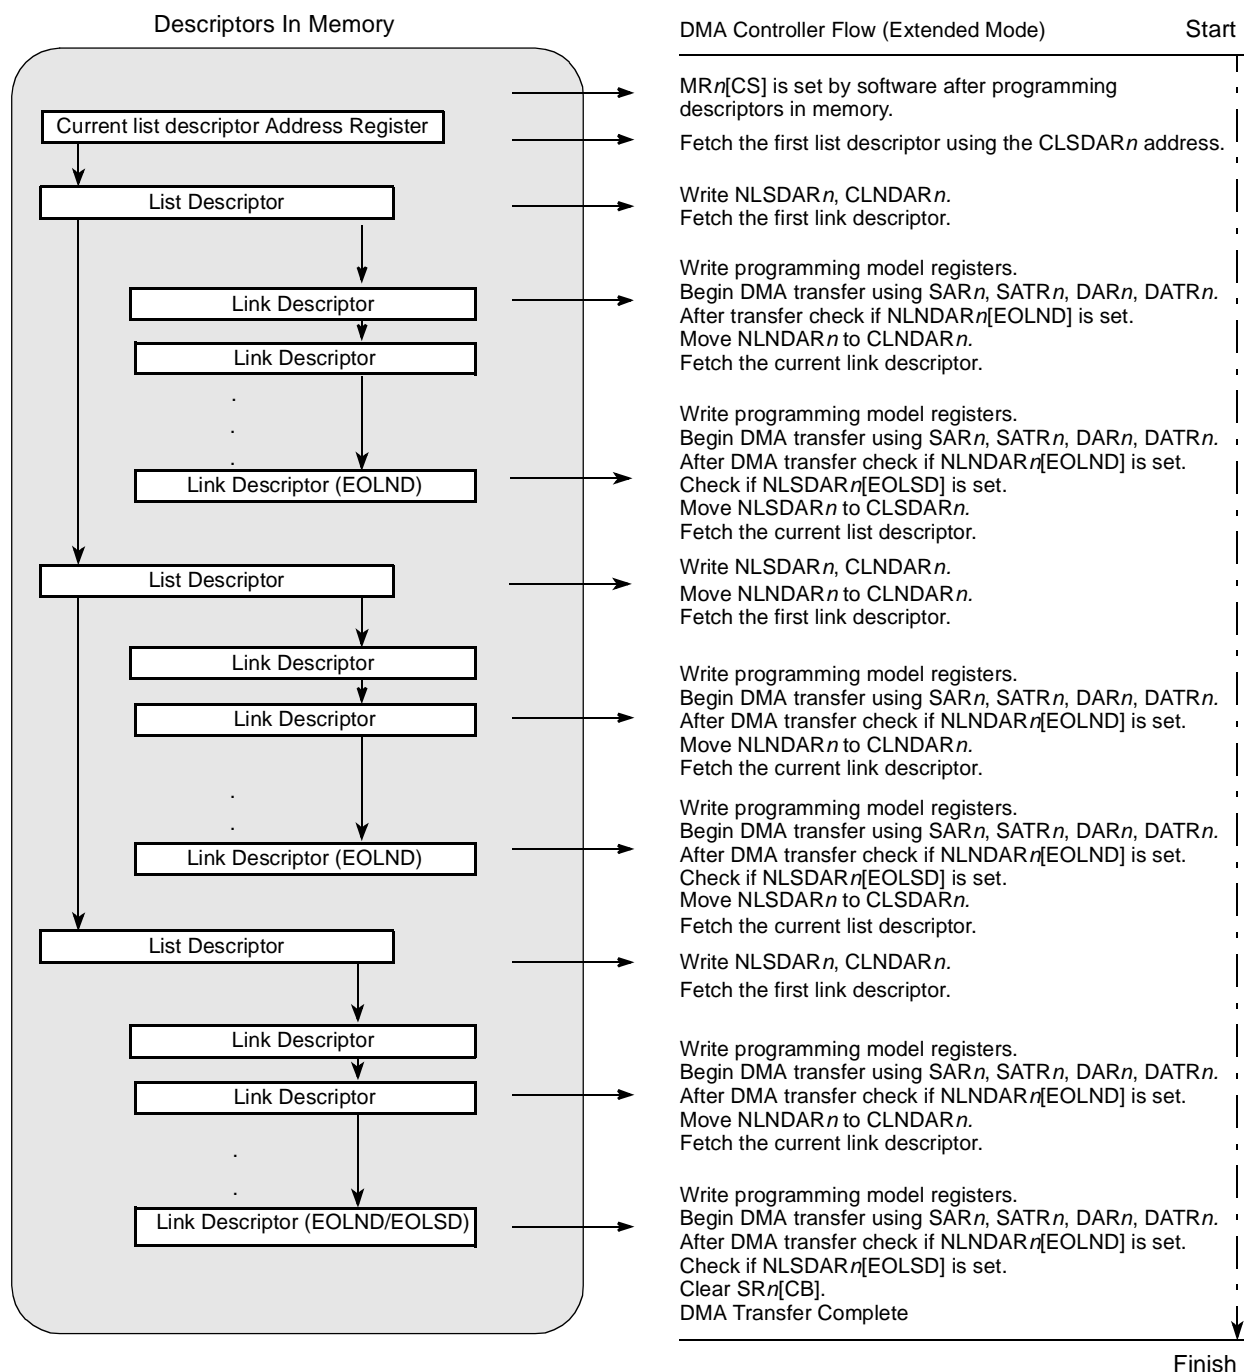 Descriptors In Memory
Current list descriptor Address Register
List Descriptor
Link Descriptor
Link Descriptor
.
.
.
Link Descriptor (EOLND)
List Descriptor
Link Descriptor
Link Descriptor
.
.
Link Descriptor (EOLND)
List Descriptor
Link Descriptor
Link Descriptor
.
.
Link Descriptor (EOLND/EOLSD)
DMA Controller Flow (Extended Mode)
Start
MRn[CS] is set by software after programming
descriptors in memory.
Fetch the first list descriptor using the CLSDARn address.
Write NLSDARn, CLNDARn.
Fetch the first link descriptor.
Write programming model registers.
Begin DMA transfer using SARn, SATRn, DARn, DATRn.
After transfer check if NLNDARn[EOLND] is set.
Move NLNDARn to CLNDARn.
Fetch the current link descriptor.
Write programming model registers.
Begin DMA transfer using SARn, SATRn, DARn, DATRn.
After DMA transfer check if NLNDARn[EOLND] is set.
Check if NLSDARn[EOLSD] is set.
Move NLSDARn to CLSDARn.
Fetch the current list descriptor.
Write NLSDARn, CLNDARn.
Move NLNDARn to CLNDARn.
Fetch the first link descriptor.
Write programming model registers.
Begin DMA transfer using SARn, SATRn, DARn, DATRn.
After DMA transfer check if NLNDARn[EOLND] is set.
Move NLNDARn to CLNDARn.
Fetch the current link descriptor.
Write programming model registers.
Begin DMA transfer using SARn, SATRn, DARn, DATRn.
After DMA transfer check if NLNDARn[EOLND] is set.
Check if NLSDARn[EOLSD] is set.
Move NLSDARn to CLSDARn.
Fetch the current list descriptor.
Write NLSDARn, CLNDARn.
Fetch the first link descriptor.
Write programming model registers.
Begin DMA transfer using SARn, SATRn, DARn, DATRn.
After DMA transfer check if NLNDARn[EOLND] is set.
Move NLNDARn to CLNDARn.
Fetch the current link descriptor.
Write programming model registers.
Begin DMA transfer using SARn, SATRn, DARn, DATRn.
After DMA transfer check if NLNDARn[EOLND] is set.
Check if NLSDARn[EOLSD] is set.
Clear SRn[CB].
DMA Transfer Complete
Finish